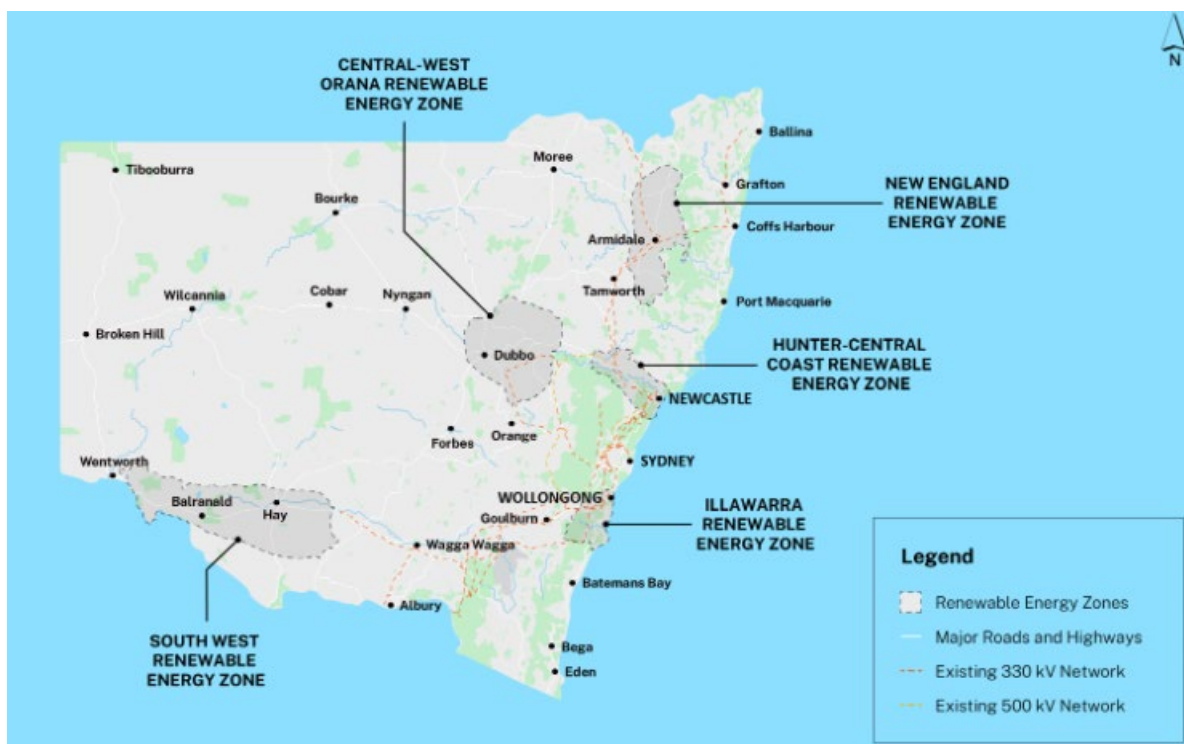 N
CENTRAL-WEST
ORANA RENEWABLE
ENERGY ZONE
Ballina
Moree
Tibooburra
Grafton
NEW ENGLAND
RENEWABLE
ENERGY ZONE
Bourke
Coffs Harbour
Armidale
Tamworth
Wilcannia
Cobar
Nyngan
Port Macquarie
Broken Hill
Dubbo
HUNTER-CENTRAL
COAST RENEWABLE
ENERGY ZONE
NEWCASTLE
Forbes
Orange
Wentworth
SYDNEY
Balranald
Hay
WOLLONGONG
Goulburn
ILLAWARRA
RENEWABLE
ENERGY ZONE
Wagga Wagga
Batemans Bay
Albury
SOUTH WEST
RENEWABLE
ENERGY ZONE
Bega
Eden
Legend
Renewable Energy Zones
Major Roads and Highways
Existing 330 kV Network
Existing 500 kV Network